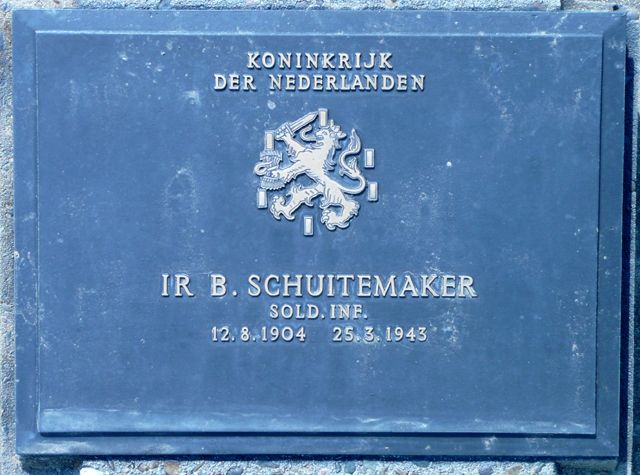 KONINKRIJK
DER NEDERLANDEN
IR B. SCHUITEMAKER
SOLD. INF.
12.8.1904 25.3.1943